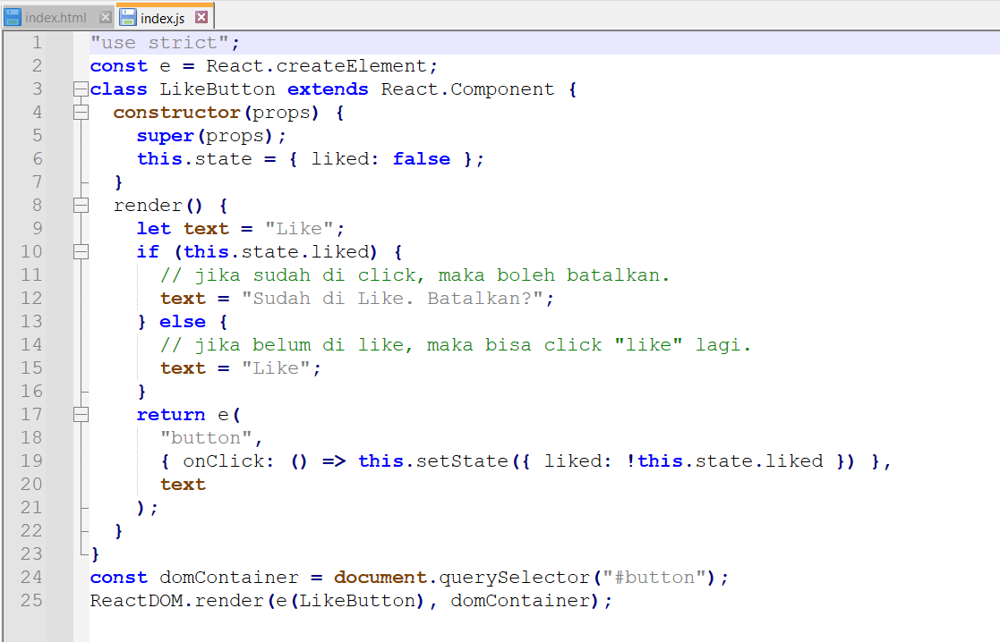 index.html index.js
1 "use strict";
2 const e = React.createElement;
3 class LikeButton extends React.Component {
4   constructor(props) {
5     super(props);
6     this.state = { liked: false };
7   }
8   render() {
9     let text = "Like";
10     if (this.state.liked) {
11       // jika sudah di click, maka boleh batalkan.
12       text = "Sudah di Like. Batalkan?";
13     } else {
14       // jika belum di like, maka bisa click "like" lagi.
15       text = "Like";
16     }
17     return e(
18       "button",
19       { onClick: () => this.setState({ liked: !this.state.liked }) },
20       text
21     );
22   }
23 }
24 const domContainer = document.querySelector("#button");
25 ReactDOM.render(e(LikeButton), domContainer);